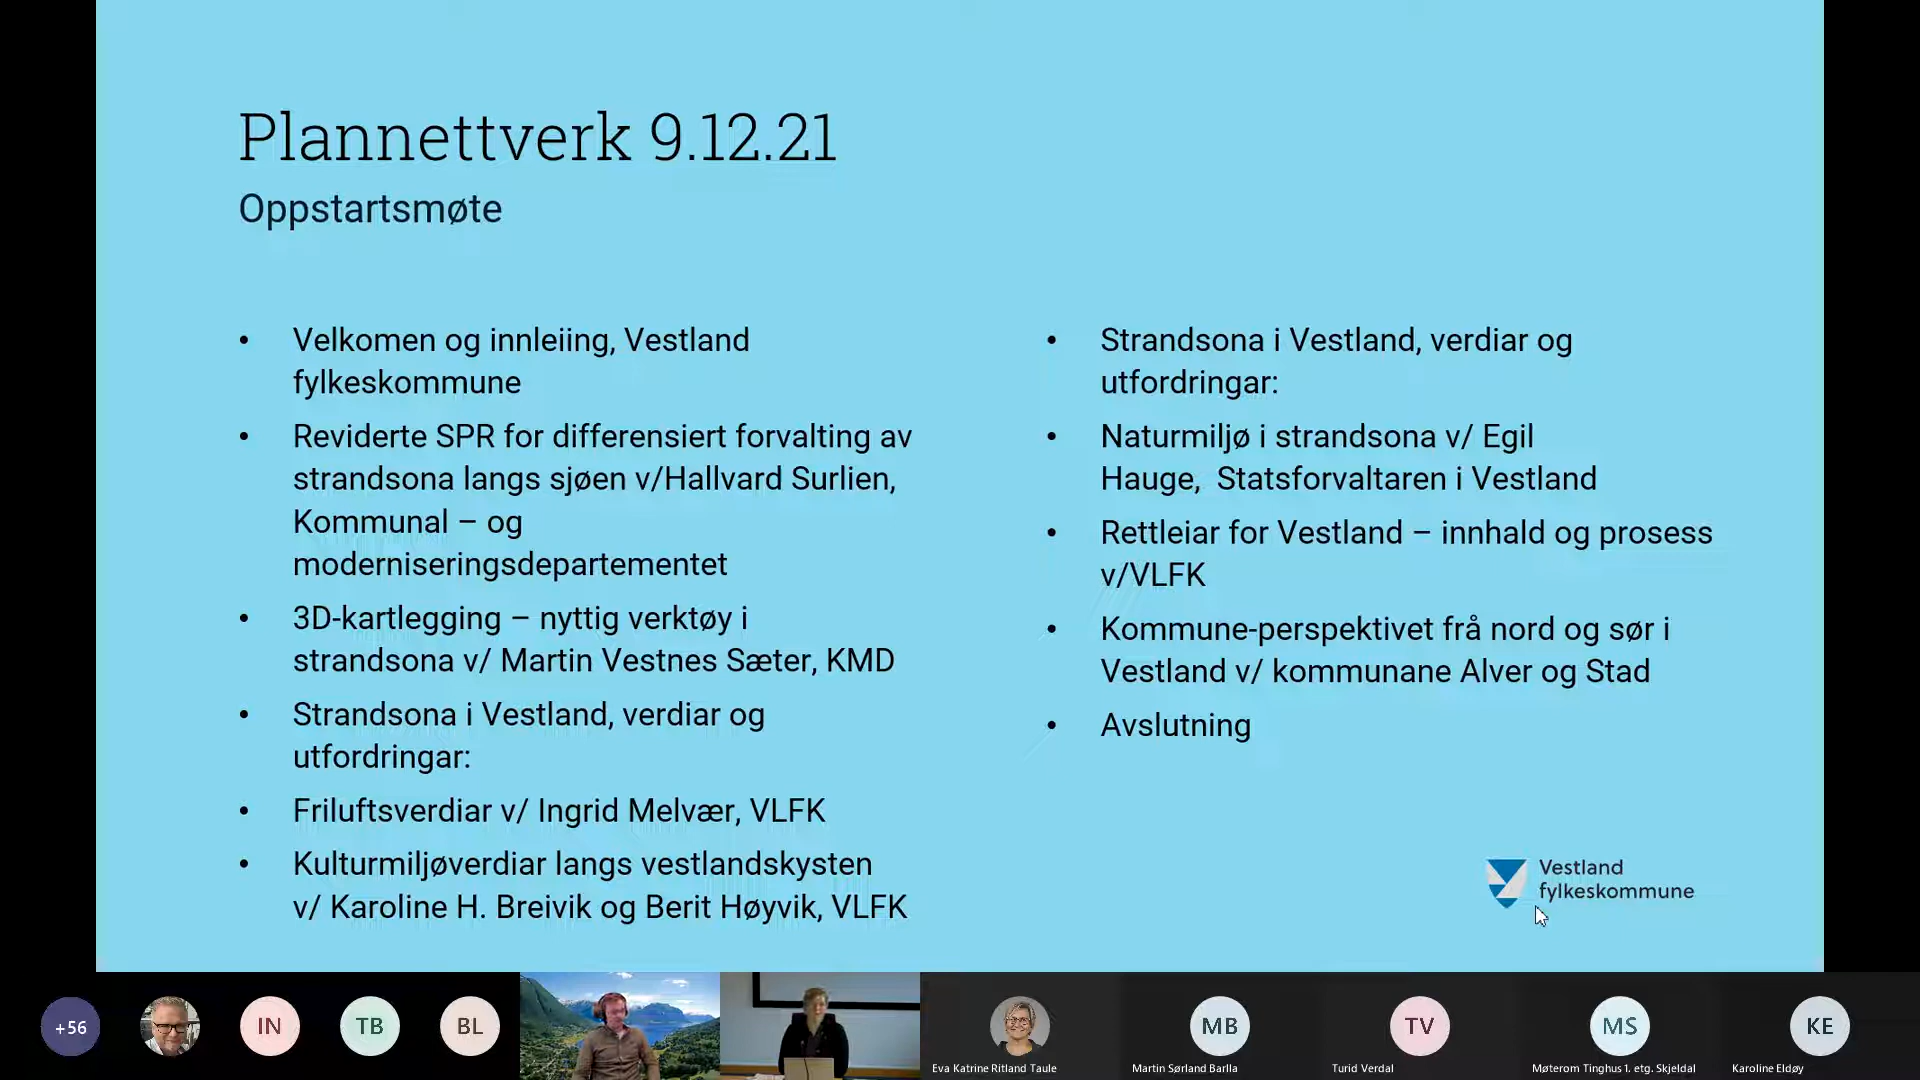 Plannettverk 9.12.21
Oppstartsmøte
• Velkomen og innleiing, Vestland
fylkeskommune
• Reviderte SPR for differensiert forvalting av
strandsona langs sjøen v/Hallvard Surlien,
Kommunal – og
moderniseringsdepartementet
• 3D-kartlegging – nyttig verktøy i
strandsona v/ Martin Vestnes Sæter, KMD
• Strandsona i Vestland, verdiar og
utfordringar:
• Friluftsverdiar v/ Ingrid Melvær, VLFK
• Kulturmiljøverdiar langs vestlandskysten
v/ Karoline H. Breivik og Berit Høyvik, VLFK
• Strandsona i Vestland, verdiar og
utfordringar:
• Naturmiljø i strandsona v/ Egil
Hauge, Statsforvaltaren i Vestland
• Rettleiar for Vestland – innhald og prosess
v/VLFK
• Kommune-perspektivet frå nord og sør i
Vestland v/ kommunane Alver og Stad
• Avslutning
Vestland
fylkeskommune
+56
IN
TB
BL
Eva Katrine Ritland Taule
MB
Martin Sørland Barlla
TV
Turid Verdal
MS
Møterom Tinghus 1. etg. Skjeldal
KE
Karoline Eldøy